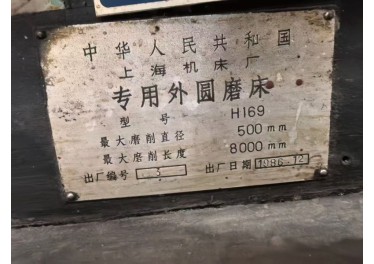 中华人民共和国
上海机床厂
专用外圆磨床
型号 H169
最大磨削直径 500mm
最大磨削长度 8000mm
出厂编号 3 出厂日期 1986.12